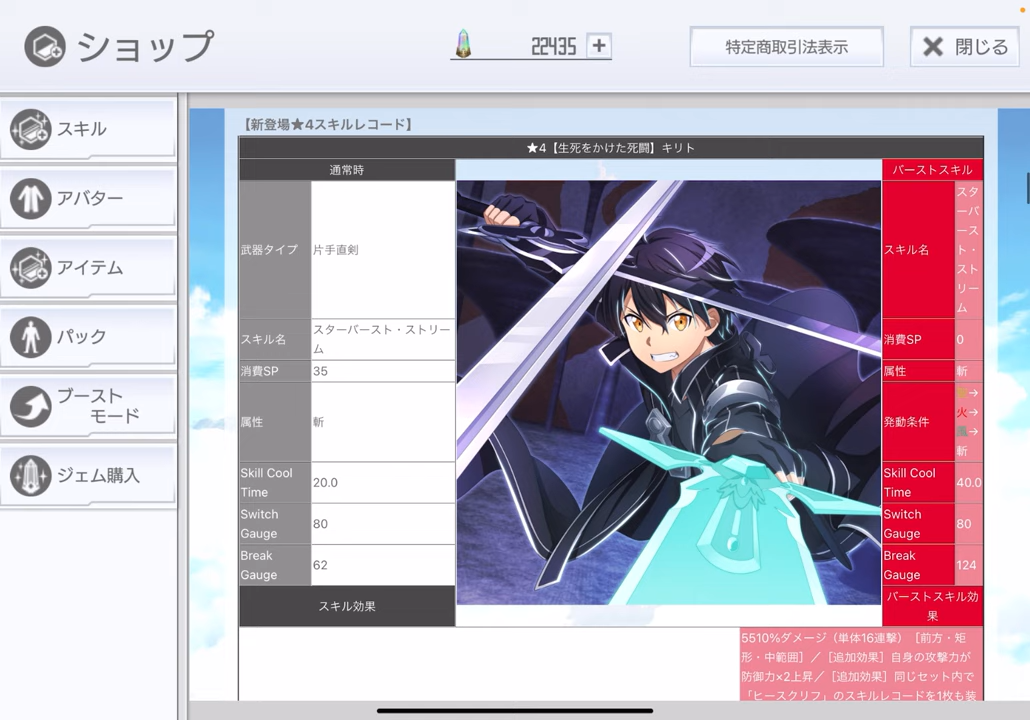 ショップ
22435
特定商取引法表示
閉じる
スキル
アバター
アイテム
パック
ブースト
モード
ジェム購入
【新登場★4スキルレコード】
★4【生死をかけた死闘】キリト
通常時
武器タイプ
片手直剣
スキル名
スターバースト・ストリー
ム
消費SP
35
属性
斬
Skill Cool
Time
20.0
Switch
Gauge
80
Break
Gauge
62
スキル効果
バーストスキル
スキル名
スタ
ーバ
ース
ト・
スト
リー
ム
消費SP
0
属性
斬
発動条件
→
火→
→
斬
Skill Cool
Time
40.0
Switch
Gauge
80
Break
Gauge
124
バーストスキル効
果
5510%ダメージ（単体16連撃）［前方・矩
形・中範囲］／［追加効果］自身の攻撃力が
防御力×2上昇／［追加効果］同じセット内で
「ヒースクリフ」のスキルレコードを1枚も装